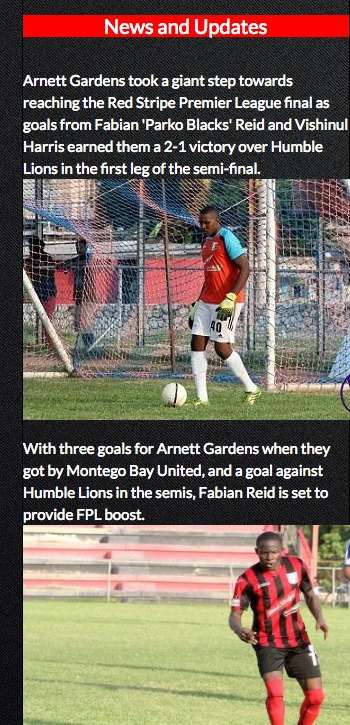 News and Updates
Arnett Gardens took a giant step towards
reaching the Red Stripe Premier League final as
goals from Fabian 'Parko Blacks' Reid and Vishinul
Harris earned them a 2-1 victory over Humble
Lions in the first leg of the semi-final.
40
With three goals for Arnett Gardens when they
got by Montego Bay United, and a goal against
Humble Lions in the semis, Fabian Reid is set to
provide FPL boost.